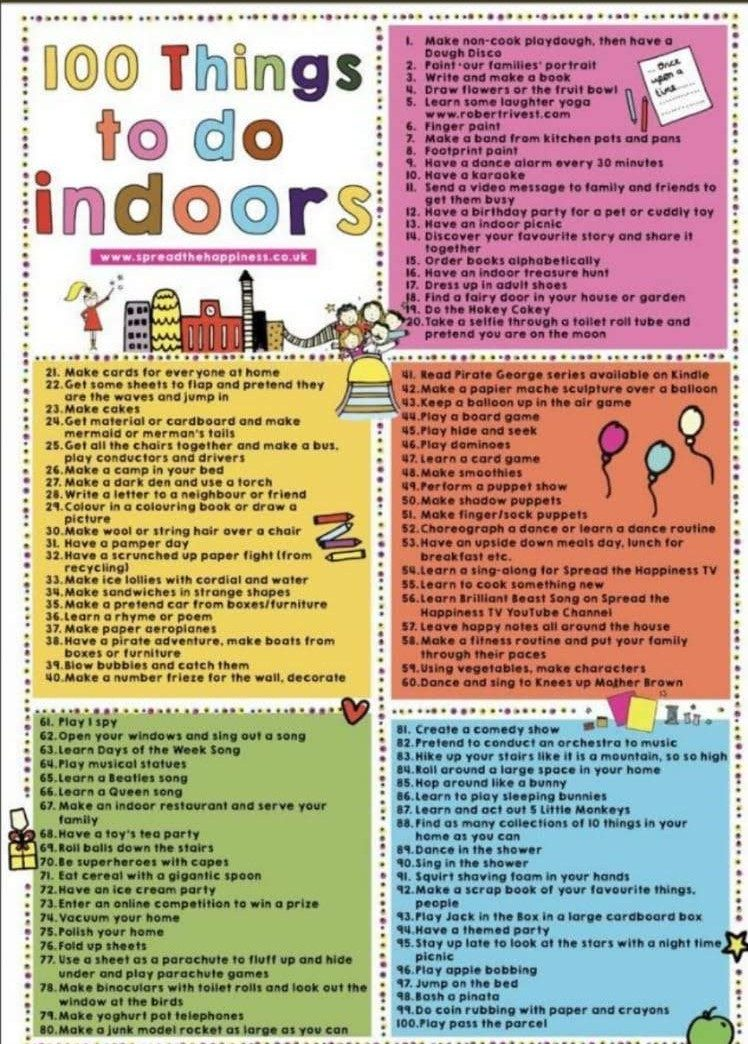 100 Things
to do
indoors
www.spreadthehappiness.co.uk
1. Make non-cook playdough, then have a
Dough Disco
2. Paint our families' portrait
3. Write and make a book
4. Draw flowers or the fruit bowl
5. Learn some laughter yoga
www.robertrivest.com
6. Finger paint
7. Make a band from kitchen pots and pans
8. Footprint paint
9. Have a dance alarm every 30 minutes
10. Have a karaoke
11. Send a video message to family and friends to
get them busy
12. Have a birthday party for a pet or cuddly toy
13. Have an indoor picnic
14. Discover your favourite story and share it
together
15. Order books alphabetically
16. Have an indoor treasure hunt
17. Dress up in adult shoes
18. Find a fairy door in your house or garden
19. Do the Hokey Cokey
20. Take a selfie through a toilet roll tube and
pretend you are on the moon
once
upon a
time
21. Make cards for everyone at home
22. Get some sheets to flap and pretend they
are the waves and jump in
23. Make cakes
24. Get material or cardboard and make
mermaid or merman's tails
25. Get all the chairs together and make a bus,
play conductors and drivers
26. Make a camp in your bed
27. Make a dark den and use a torch
28. Write a letter to a neighbour or friend
29. Colour in a colouring book or draw a
picture
30. Make wool or string hair over a chair
31. Have a pamper day
32. Have a scrunched up paper fight (from
recycling)
33. Make ice lollies with cordial and water
34. Make sandwiches in strange shapes
35. Make a pretend car from boxes/furniture
36. Learn a rhyme or poem
37. Make paper aeroplanes
38. Have a pirate adventure, make boats from
boxes or furniture
39. Blow bubbles and catch them
40. Make a number frieze for the wall, decorate
41. Read Pirate George series available on Kindle
42. Make a papier mache sculpture over a balloon
43. Keep a balloon up in the air game
44. Play a board game
45. Play hide and seek
46. Play dominoes
47. Learn a card game
48. Make smoothies
49. Perform a puppet show
50. Make shadow puppets
51. Make finger/sock puppets
52. Choreograph a dance or learn a dance routine
53. Have an upside down meals day, lunch for
breakfast etc.
54. Learn a sing-along for Spread the Happiness TV
55. Learn to cook something new
56. Learn Brilliant Beast Song on Spread the
Happiness TV YouTube Channel
57. Leave happy notes all around the house
58. Make a fitness routine and put your family
through their paces
59. Using vegetables, make characters
60. Dance and sing to Knees up Mother Brown
61. Play I spy
62. Open your windows and sing out a song
63. Learn Days of the Week Song
64. Play musical statues
65. Learn a Beatles song
66. Learn a Queen song
67. Make an indoor restaurant and serve your
family
68. Have a toy's tea party
69. Roll balls down the stairs
70. Be superheroes with capes
71. Eat cereal with a gigantic spoon
72. Have an ice cream party
73. Enter an online competition to win a prize
74. Vacuum your home
75. Polish your home
76. Fold up sheets
77. Use a sheet as a parachute to fluff up and hide
under and play parachute games
78. Make binoculars with toilet rolls and look out the
window at the birds
79. Make yoghurt pot telephones
80. Make a junk model rocket as large as you can
81. Create a comedy show
82. Pretend to conduct an orchestra to music
83. Hike up your stairs like it is a mountain, so so high
84. Roll around a large space in your home
85. Hop around like a bunny
86. Learn to play sleeping bunnies
87. Learn and act out 5 Little Monkeys
88. Find as many collections of 10 things in your
home as you can
89. Dance in the shower
90. Sing in the shower
91. Squirt shaving foam in your hands
92. Make a scrap book of your favourite things,
people
93. Play Jack in the Box in a large cardboard box
94. Have a themed party
95. Stay up late to look at the stars with a night time
picnic
96. Play apple bobbing
97. Jump on the bed
98. Bash a pinata
99. Do coin rubbing with paper and crayons
100. Play pass the parcel